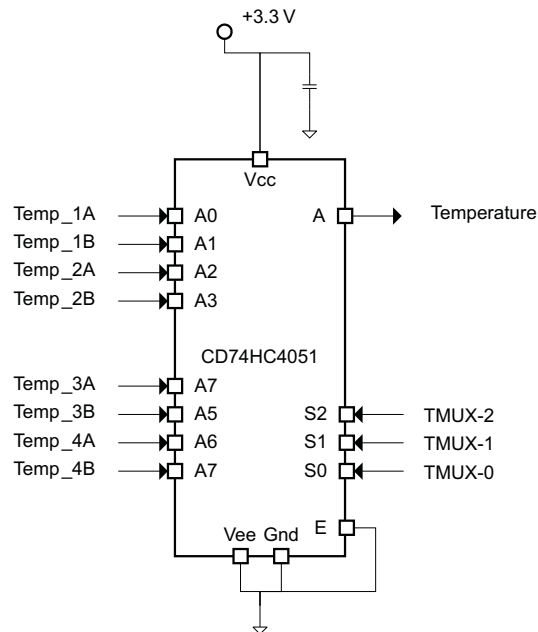 +3.3 V
Vcc
Temp_1A A0 A Temperature
Temp_1B A1
Temp_2A A2
Temp_2B A3
CD74HC4051
Temp_3A A7
Temp_3B A5 S2 TMUX-2
Temp_4A A6 S1 TMUX-1
Temp_4B A7 S0 TMUX-0
E
Vee Gnd